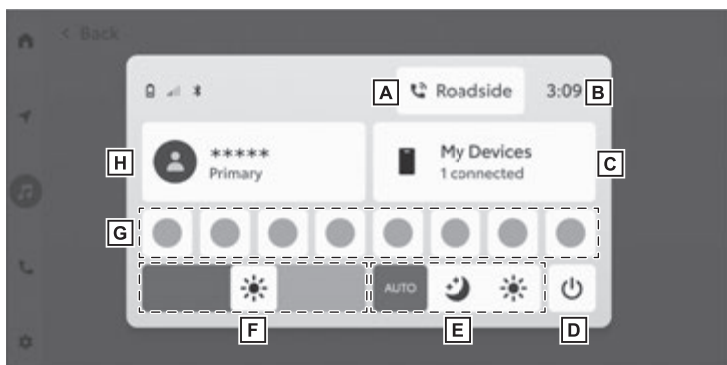 < Back
A Roadside 3:09 B
H ***** Primary
My Devices
1 connected C
G
AUTO
F E D